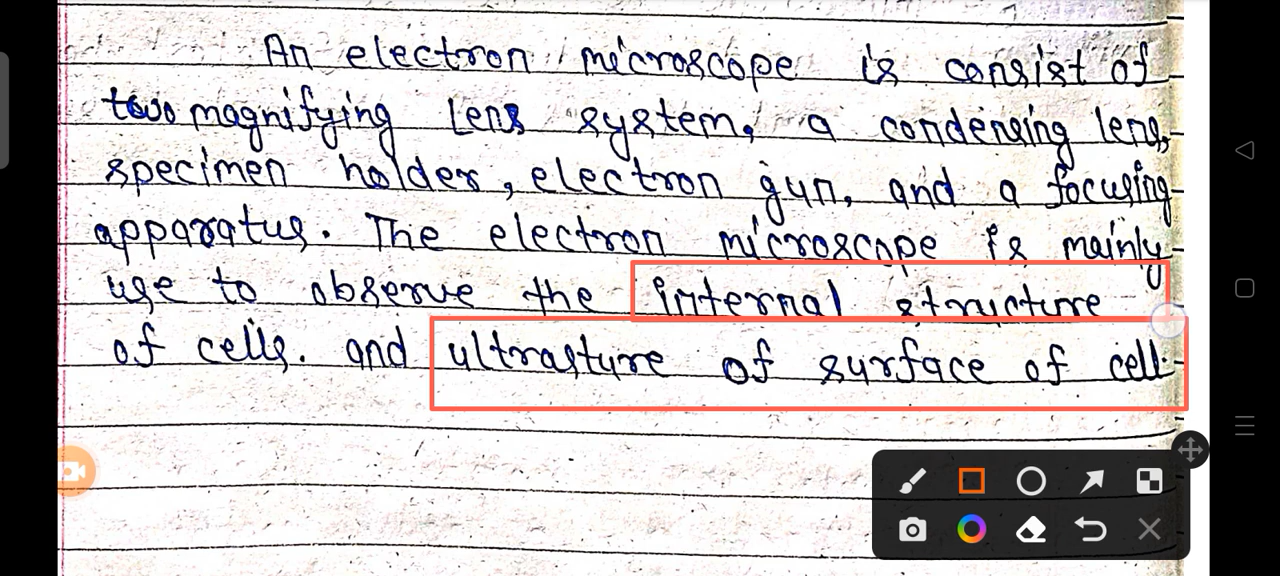 An electron microscope is consist of
two magnifying Lens system, a condensing lens,
specimen holder, electron gun, and a focusing
apparatus. The electron microscope is mainly
use to observe the internal structure
of cells. and ultrasture of surface of cell.